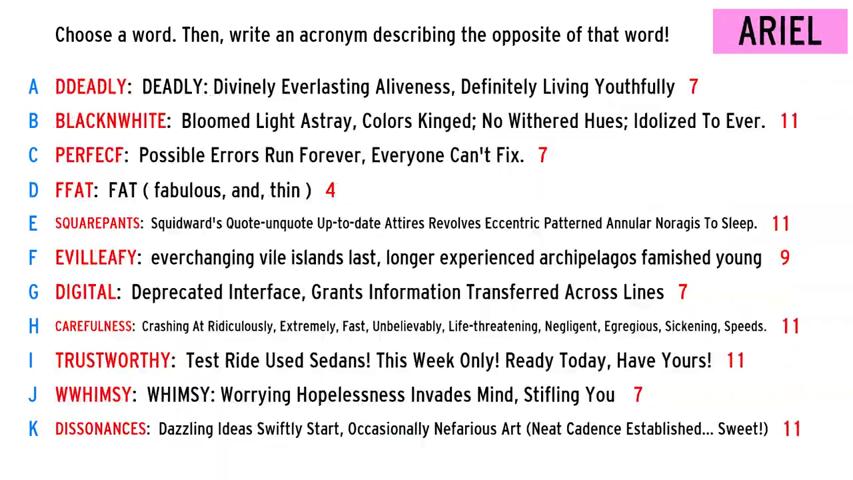 Choose a word. Then, write an acronym describing the opposite of that word!
ARIEL
A DDEADLY: DEADLY: Divinely Everlasting Aliveness, Definitely Living Youthfully 7
B BLACKNWHITE: Bloomed Light Astray, Colors Kinged; No Withered Hues; Idolized To Ever. 11
C PERFECF: Possible Errors Run Forever, Everyone Can't Fix. 7
D FFAT: FAT ( fabulous, and, thin ) 4
E SQUAREPANTS: Squidward's Quote-unquote Up-to-date Attires Revolves Eccentric Patterned Annular Noragis To Sleep. 11
F EVILLEAFY: everchanging vile islands last, longer experienced archipelagos famished young 9
G DIGITAL: Deprecated Interface, Grants Information Transferred Across Lines 7
H CAREFULNESS: Crashing At Ridiculously, Extremely, Fast, Unbelievably, Life-threatening, Negligent, Egregious, Sickening, Speeds. 11
I TRUSTWORTHY: Test Ride Used Sedans! This Week Only! Ready Today, Have Yours! 11
J WWHIMSY: WHIMSY: Worrying Hopelessness Invades Mind, Stifling You 7
K DISSONANCES: Dazzling Ideas Swiftly Start, Occasionally Nefarious Art (Neat Cadence Established... Sweet!) 11